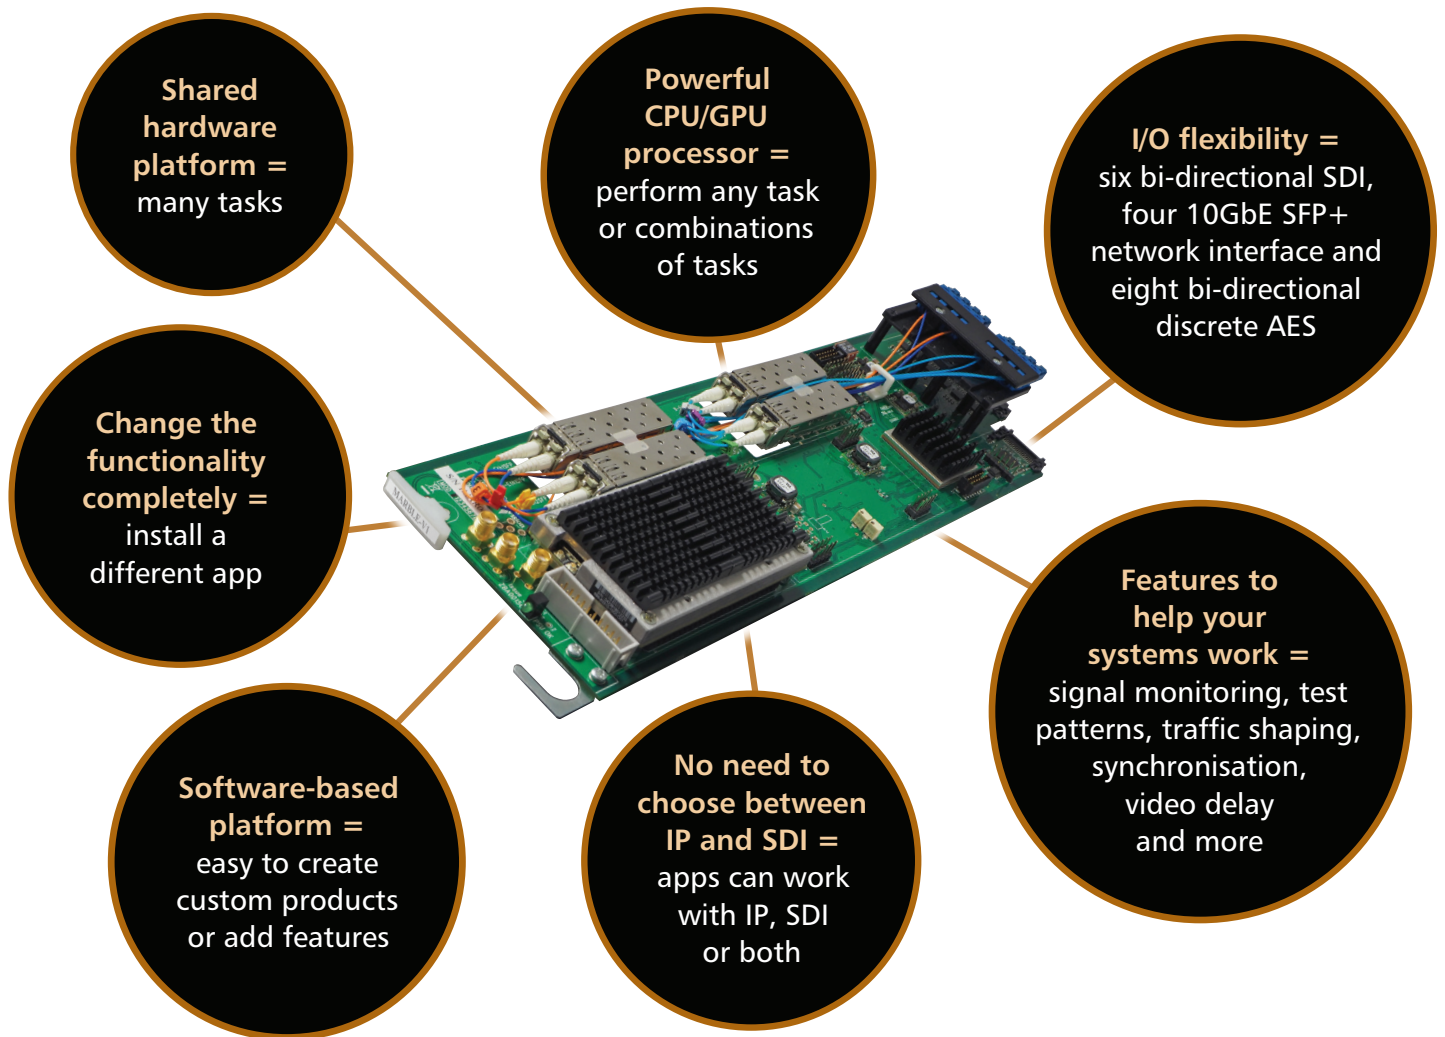 Shared
hardware
platform =
many tasks
Powerful
CPU/GPU
processor =
perform any task
or combinations
of tasks
I/O flexibility =
six bi-directional SDI,
four 10GbE SFP+
network interface and
eight bi-directional
discrete AES
Change the
functionality
completely =
install a
different app
MARBLE-V1
Features to
help your
systems work =
signal monitoring, test
patterns, traffic shaping,
synchronisation,
video delay
and more
Software-based
platform =
easy to create
custom products
or add features
No need to
choose between
IP and SDI =
apps can work
with IP, SDI
or both